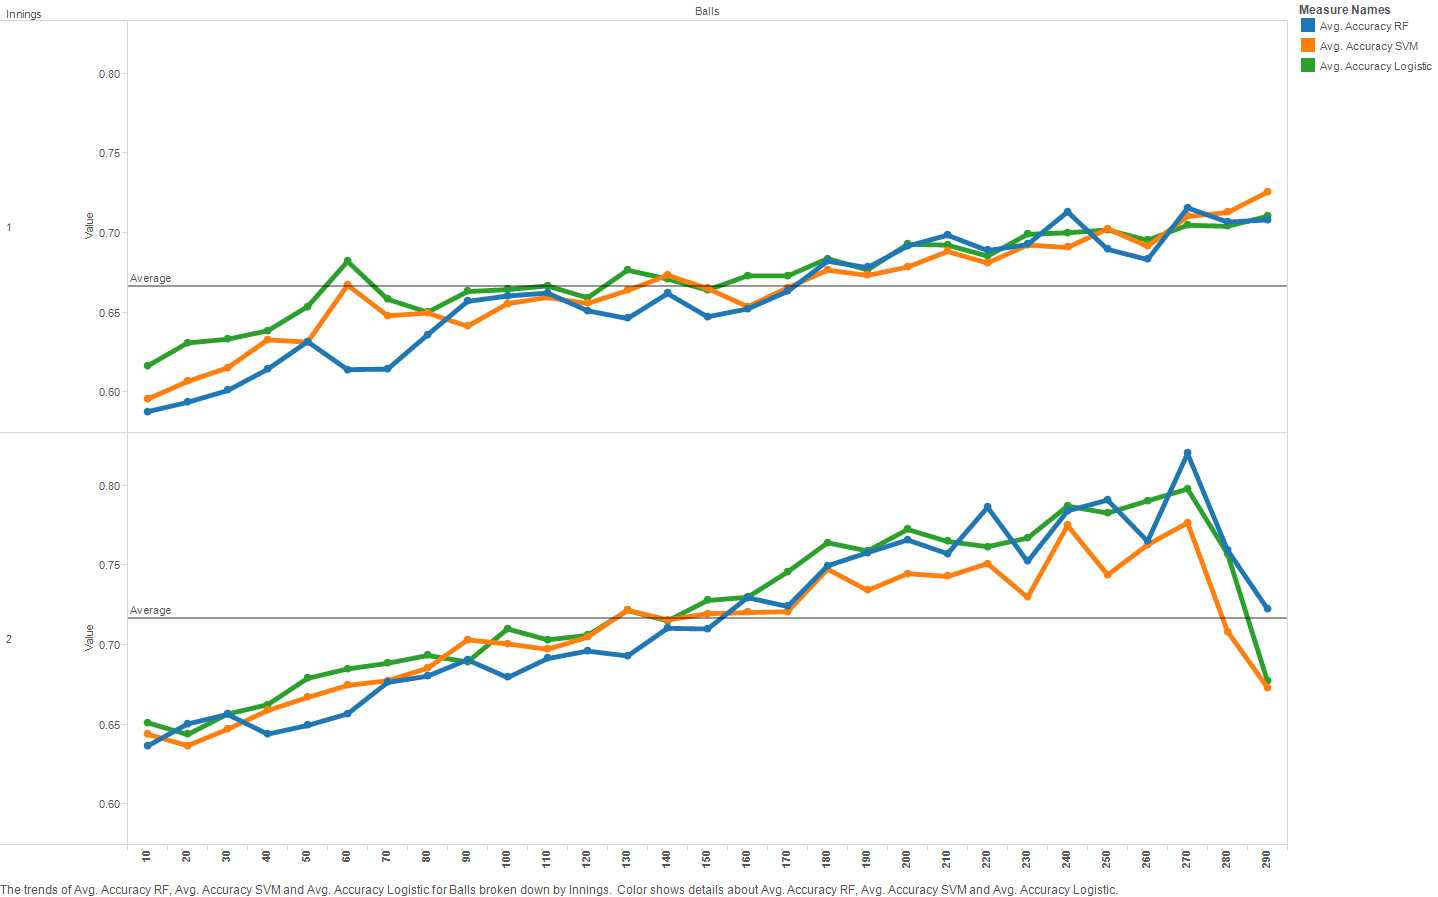 Innings
Balls
Measure Names
Avg. Accuracy RF
Avg. Accuracy SVM
Avg. Accuracy Logistic
1
Value
0.80
0.75
0.70
0.65
0.60
Average
2
Value
0.80
0.75
0.70
0.65
0.60
Average
10 20 30 40 50 60 70 80 90 100 110 120 130 140 150 160 170 180 190 200 210 220 230 240 250 260 270 280 290
The trends of Avg. Accuracy RF, Avg. Accuracy SVM and Avg. Accuracy Logistic for Balls broken down by Innings. Color shows details about Avg. Accuracy RF, Avg. Accuracy SVM and Avg. Accuracy Logistic.